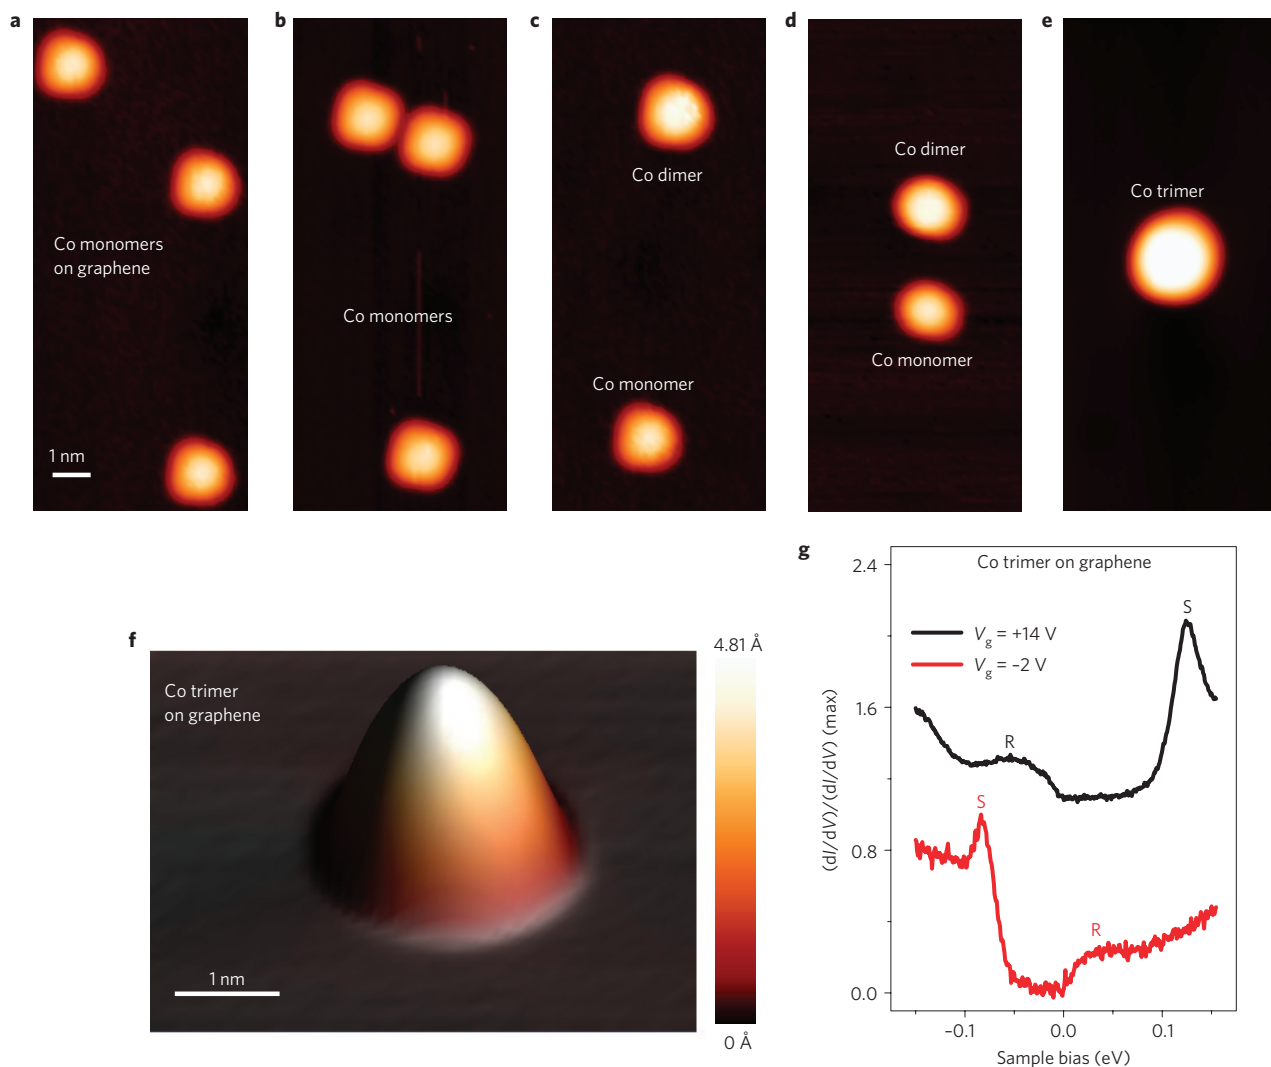 a
Co monomers
on graphene
1 nm
b
Co monomers
c
Co dimer
Co monomer
d
Co dimer
Co monomer
e
Co trimer
f
Co trimer
on graphene
1 nm
4.81 Å
0 Å
g
Co trimer on graphene
Vg = +14 V
Vg = –2 V
S
R
S
R
(dI/dV)/(dI/dV) (max)
2.4
1.6
0.8
0.0
–0.1
0.0
0.1
Sample bias (eV)